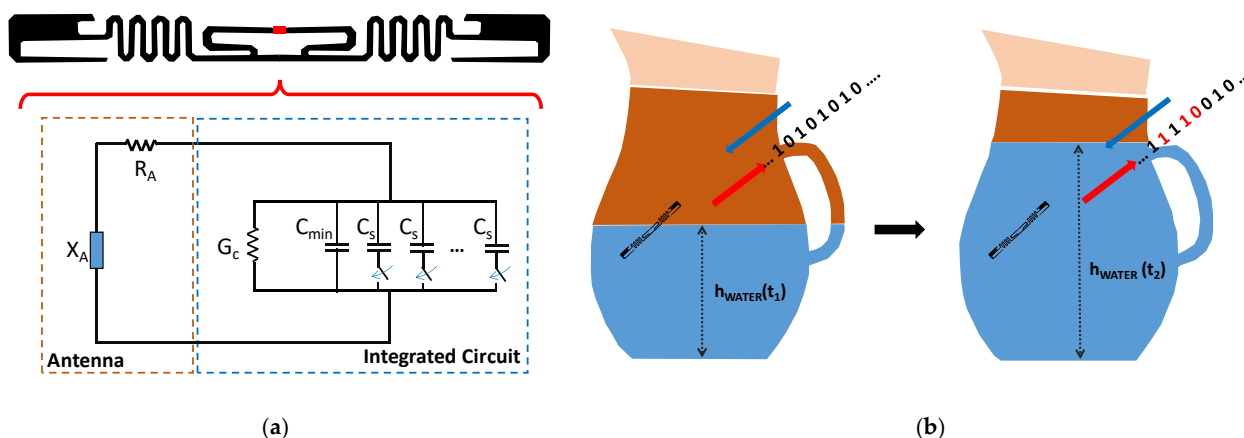 R_A
X_A
G_c
C_min
C_s
C_s
...
C_s
Antenna
Integrated Circuit
(a)
... 1 0 1 0 1 0 1 0 ....
h_WATER(t_1)
... 1 1 1 1 0 0 1 0 ...
h_WATER (t_2)
(b)